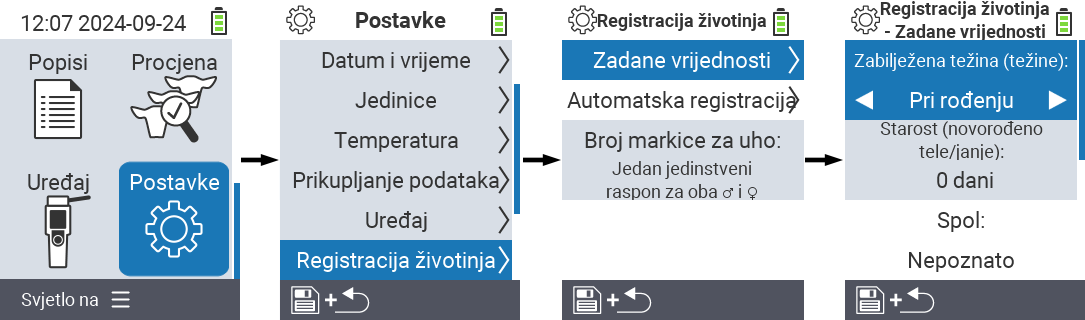 12:07 2024-09-24
Popisi
Procjena
Uređaj
Postavke
Svjetlo na
Postavke
Datum i vrijeme
Jedinice
Temperatura
Prikupljanje podataka
Uređaj
Registracija životinja
+
Registracija životinja
Zadane vrijednosti
Automatska registracija
Broj markice za uho:
Jedan jedinstveni
raspon za oba ♂ i ♀
+
Registracija životinja
- Zadane vrijednosti
Zabilježena težina (težine):
Pri rođenju
Starost (novorođeno
tele/janje):
0 dani
Spol:
Nepoznato
+